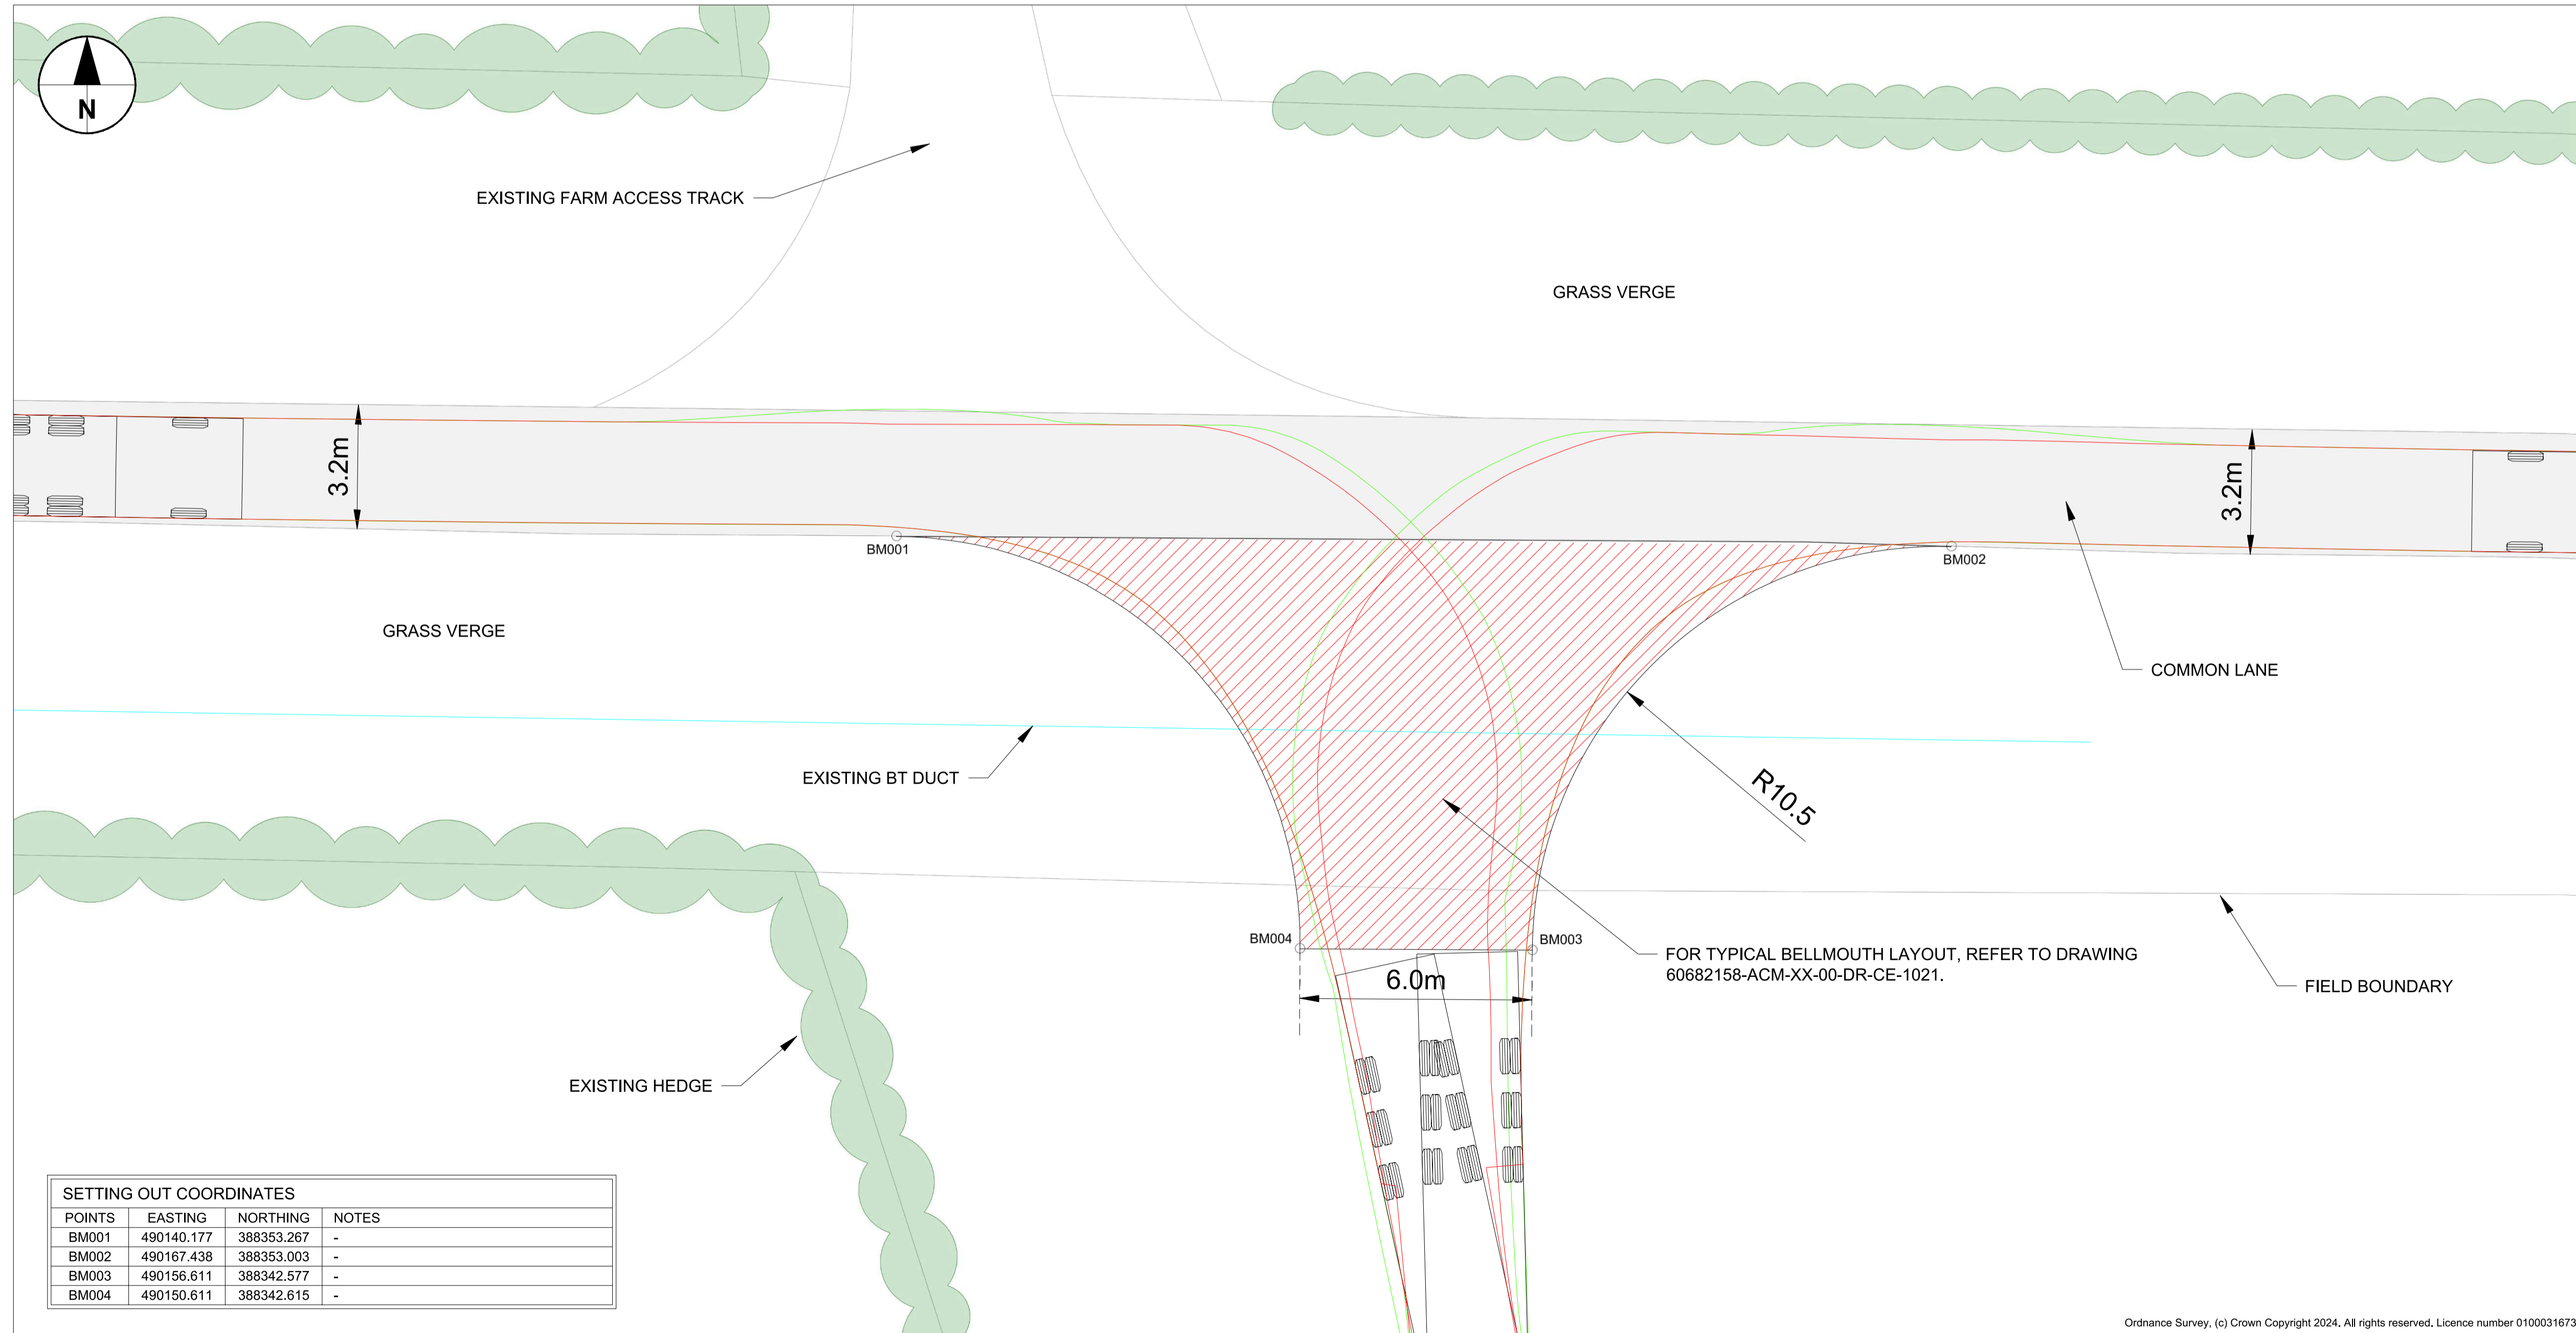 N
EXISTING FARM ACCESS TRACK
GRASS VERGE
3.2m
3.2m
BM001
BM002
GRASS VERGE
COMMON LANE
EXISTING BT DUCT
R10.5
BM004
BM003
FOR TYPICAL BELLMOUTH LAYOUT, REFER TO DRAWING
60682158-ACM-XX-00-DR-CE-1021.
6.0m
FIELD BOUNDARY
EXISTING HEDGE
SETTING OUT COORDINATES
POINTS EASTING NORTHING NOTES
BM001 490140.177 388353.267 -
BM002 490167.438 388353.003 -
BM003 490156.611 388342.577 -
BM004 490150.611 388342.615 -
Ordnance Survey, (c) Crown Copyright 2024. All rights reserved. Licence number 0100031673